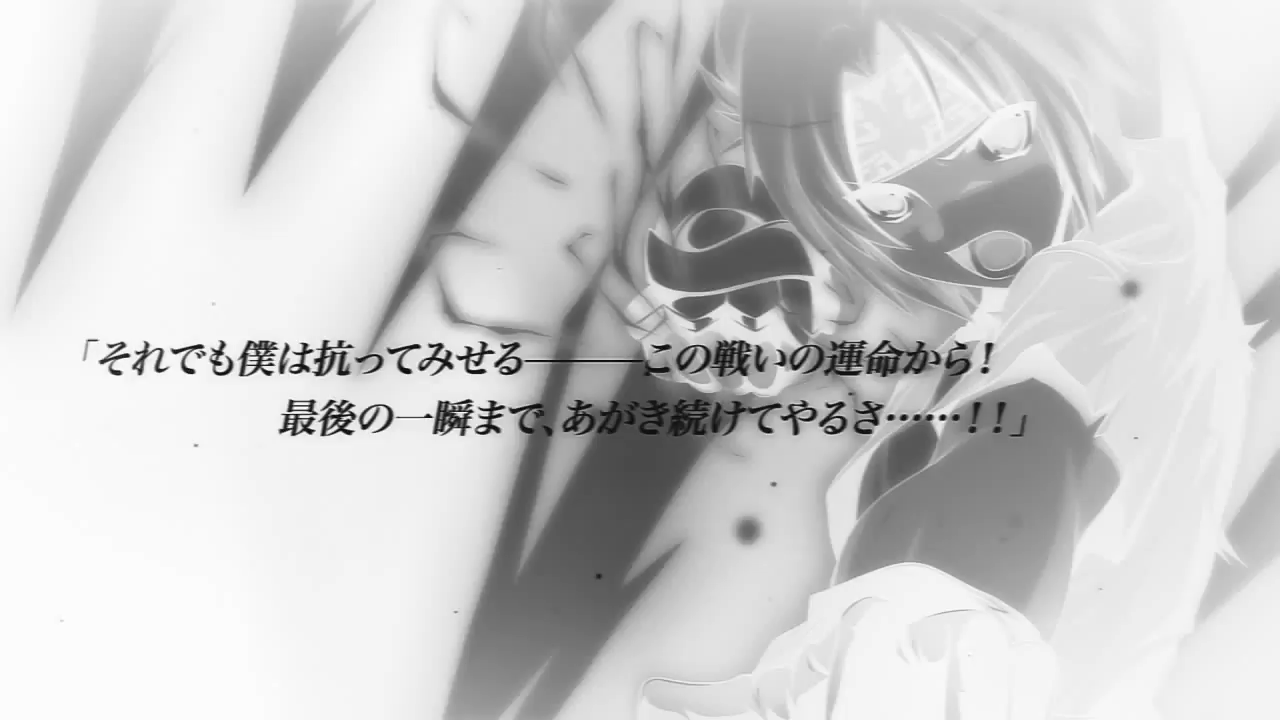 「それでも僕は抗ってみせる―――この戦いの運命から！
最後の一瞬まで、あがき続けてやるさ……！！」